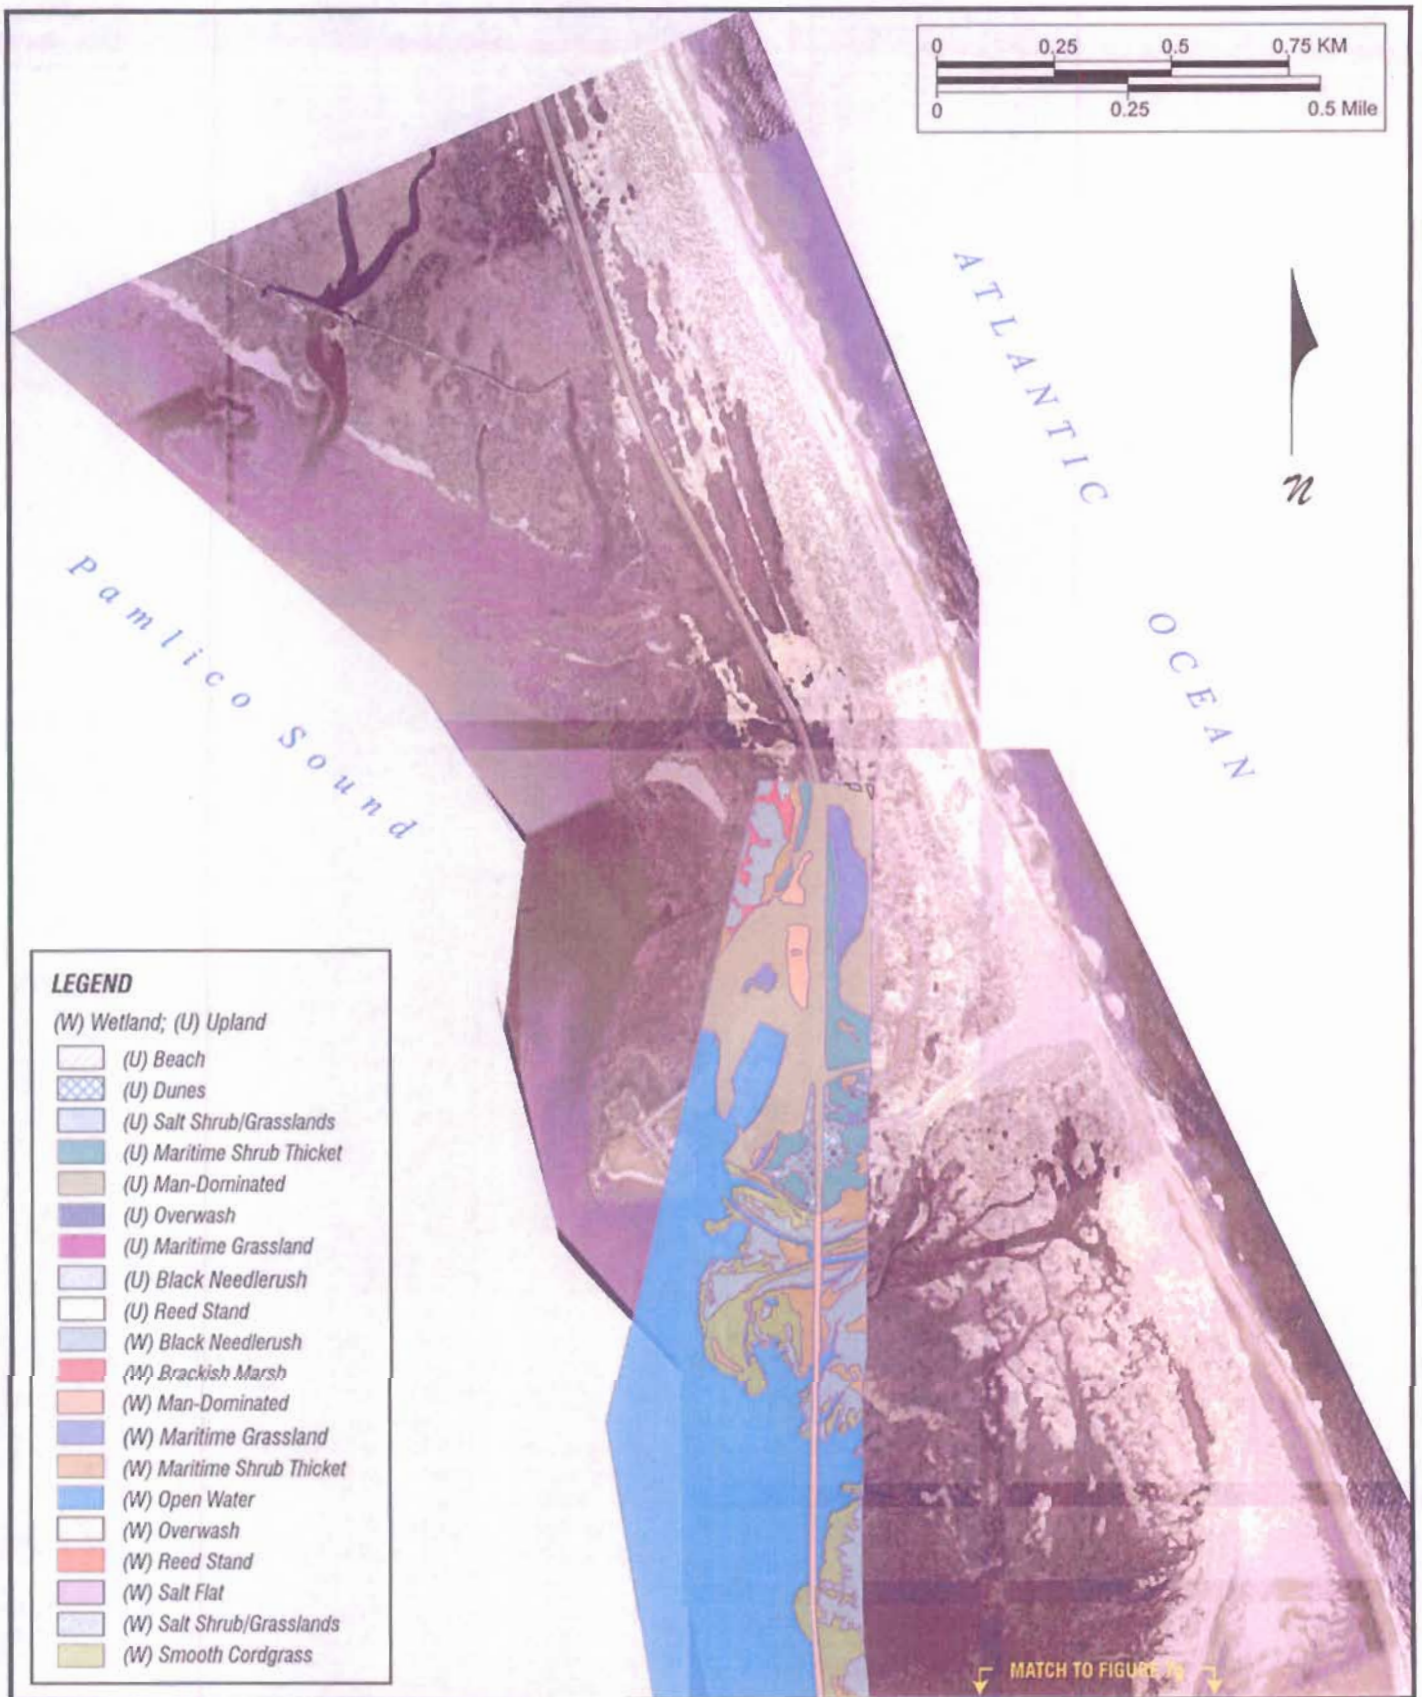 0 0.25 0.5 0.75 KM
0 0.25 0.5 Mile
ATLANTIC
OCEAN
n
Pamlico Sound
LEGEND
(W) Wetland; (U) Upland
(U) Beach
(U) Dunes
(U) Salt Shrub/Grasslands
(U) Maritime Shrub Thicket
(U) Man-Dominated
(U) Overwash
(U) Maritime Grassland
(U) Black Needlerush
(U) Reed Stand
(W) Black Needlerush
(W) Brackish Marsh
(W) Man-Dominated
(W) Maritime Grassland
(W) Maritime Shrub Thicket
(W) Open Water
(W) Overwash
(W) Reed Stand
(W) Salt Flat
(W) Salt Shrub/Grasslands
(W) Smooth Cordgrass
MATCH TO FIGURE